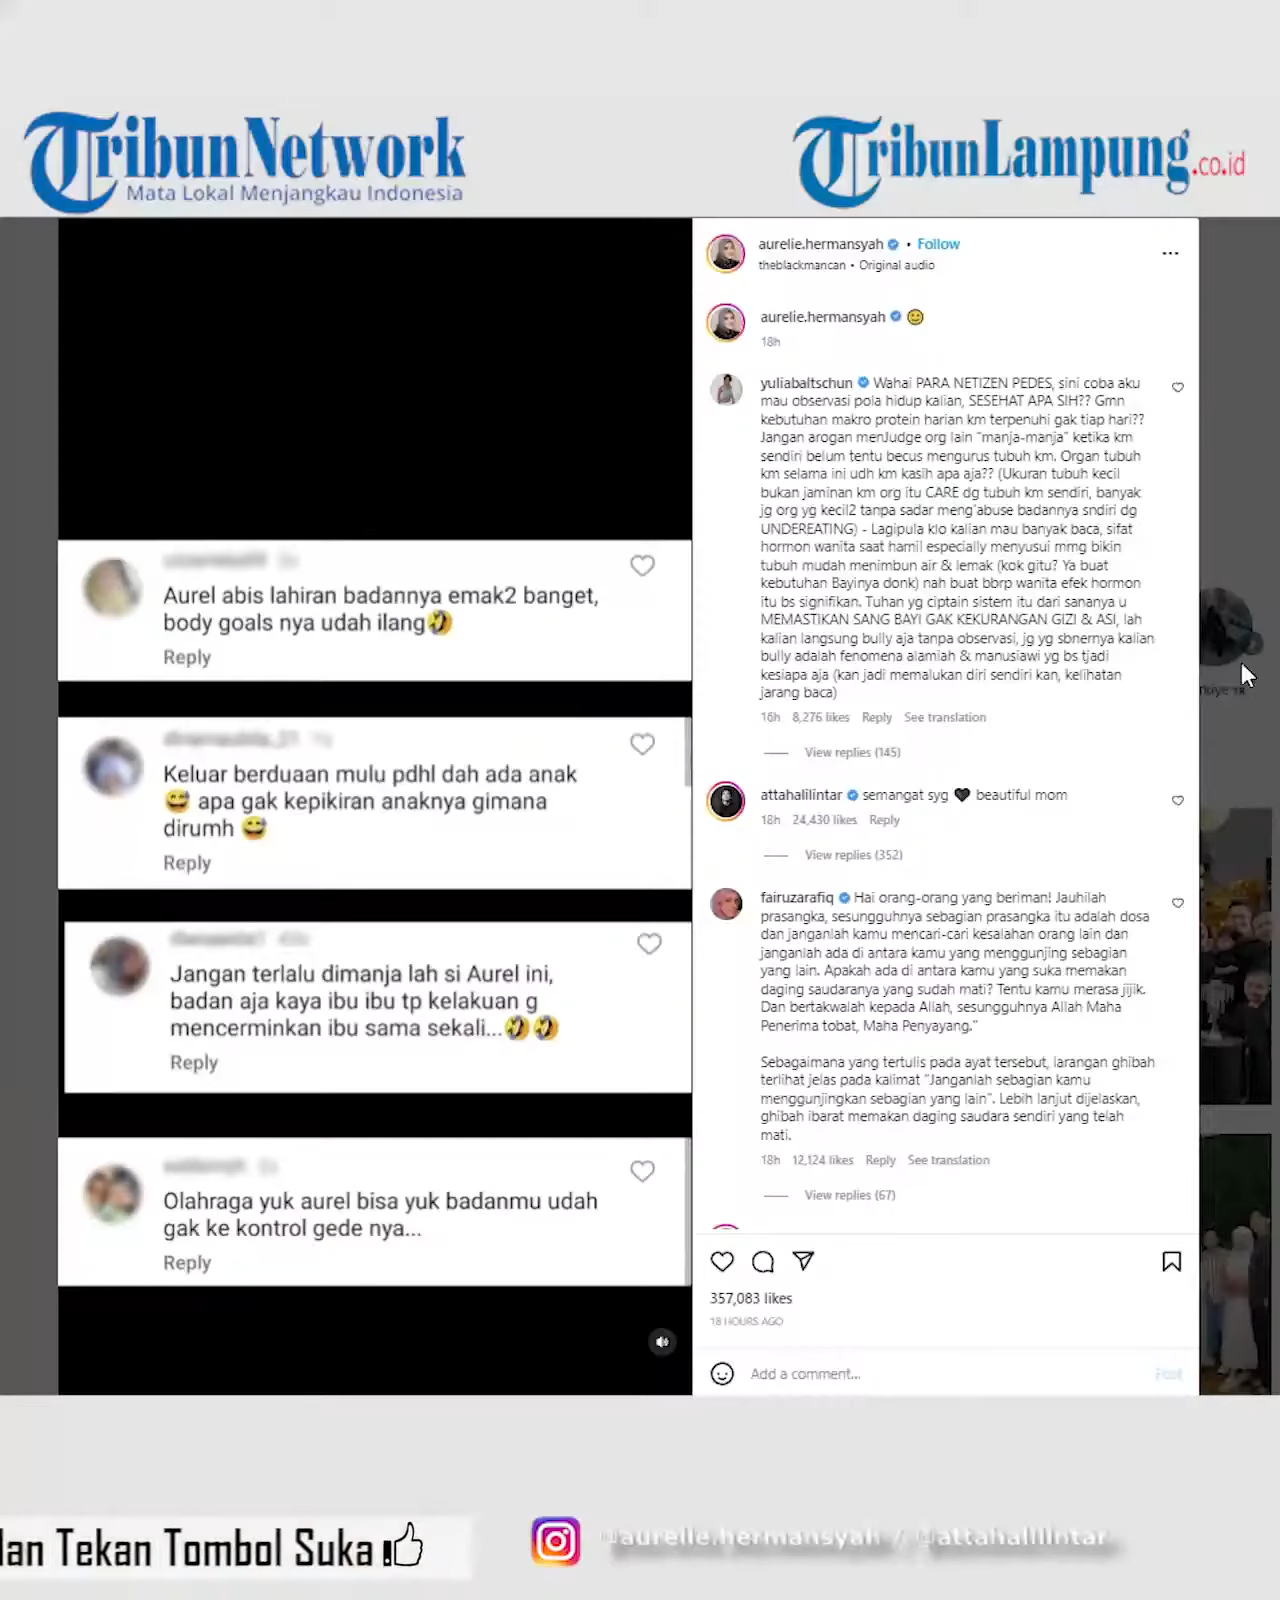 Tribun Network
Mata Lokal Menjangkau Indonesia
TribunLampung.co.id
Aurel abis lahiran badannya emak2 banget,
body goals nya udah ilang🤣
Reply
Keluar berduaan mulu pdhl dah ada anak
😅 apa gak kepikiran anaknya gimana
dirumh 😅
Reply
Jangan terlalu dimanja lah si Aurel ini,
badan aja kaya ibu ibu tp kelakuan g
mencerminkan ibu sama sekali...🤣🤣
Reply
Olahraga yuk aurel bisa yuk badanmu udah
gak ke kontrol gede nya...
Reply
aurelie.hermansyah • Follow
theblackmancan • Original audio
aurelie.hermansyah
18h
yuliabaltschun Wahai PARA NETIZEN PEDES, sini coba aku
mau observasi pola hidup kalian, SESEHAT APA SIH?? Gmn
kebutuhan makro protein harian km terpenuhi gak tiap hari??
Jangan arogan menJudge org lain "manja-manja" ketika km
sendiri belum tentu becus mengurus tubuh km. Organ tubuh
km selama ini udh km kasih apa aja?? (Ukuran tubuh kecil
bukan jaminan km org itu CARE dg tubuh km sendiri, banyak
jg org yg kecil2 tanpa sadar meng'abuse badannya sndiri dg
UNDEREATING) - Lagipula klo kalian mau banyak baca, sifat
hormon wanita saat hamil especially menyusui mmg bikin
tubuh mudah menimbun air & lemak (kok gitu? Ya buat
kebutuhan Bayinya donk) nah buat bbrp wanita efek hormon
itu bs signifikan. Tuhan yg ciptain sistem itu dari sananya u
MEMASTIKAN SANG BAYI GAK KEKURANGAN GIZI & ASI, lah
kalian langsung bully aja tanpa observasi, jg yg sbnernya kalian
bully adalah fenomena alamiah & manusiawi yg bs tjadi
kesiapa aja (kan jadi memalukan diri sendiri kan, kelihatan
jarang baca)
16h 8,276 likes Reply See translation
View replies (145)
attahalilintar semangat syg 🖤 beautiful mom
18h 24,430 likes Reply
View replies (352)
fairuzarafiq Hai orang-orang yang beriman! Jauhilah
prasangka, sesungguhnya sebagian prasangka itu adalah dosa
dan janganlah kamu mencari-cari kesalahan orang lain dan
janganlah ada di antara kamu yang menggunjing sebagian
yang lain. Apakah ada di antara kamu yang suka memakan
daging saudaranya yang sudah mati? Tentu kamu merasa jijik.
Dan bertakwalah kepada Allah, sesungguhnya Allah Maha
Penerima tobat, Maha Penyayang."
Sebagaimana yang tertulis pada ayat tersebut, larangan ghibah
terlihat jelas pada kalimat "Janganlah sebagian kamu
menggunjingkan sebagian yang lain". Lebih lanjut dijelaskan,
ghibah ibarat memakan daging saudara sendiri yang telah
mati.
18h 12,124 likes Reply See translation
View replies (67)
357,083 likes
18 HOURS AGO
Add a comment...
Post
dan Tekan Tombol Suka
@aurelie.hermansyah / @attahalilintar